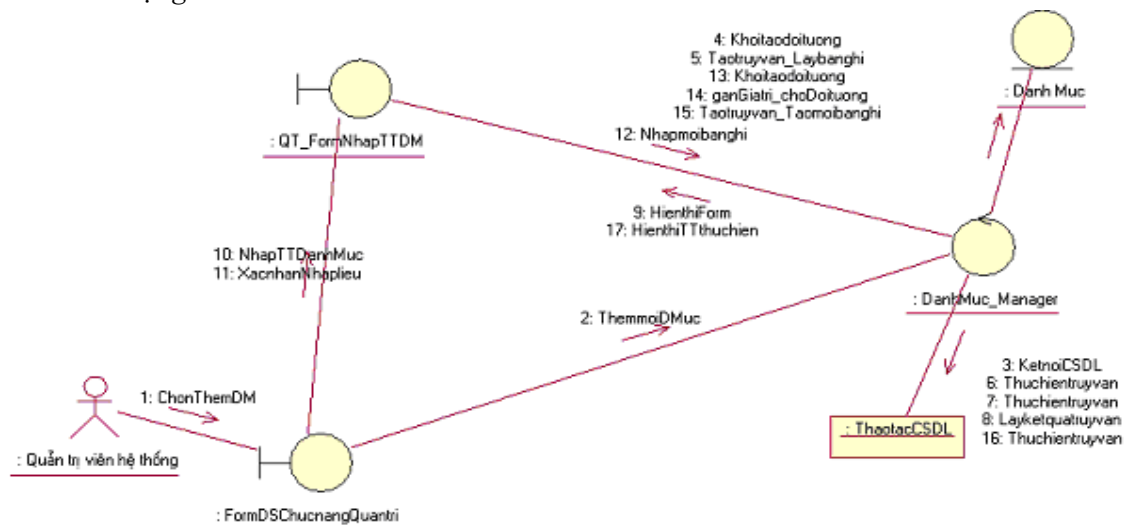 4: Khoitaodoituong
5: Taotruyvan_Laybanghi
13: Khoitaodoituong
14: ganGiatri_choDoituong
15: Taotruyvan_Taomoibanghi
12: Nhapmoibanghi
: Danh Muc
: QT_FormNhapTTDM
9: HienthiForm
17: HienthiTTthuchien
10: NhapTTDanhMuc
11: XacnhanNhaplieu
: DanhMuc_Manager
2: ThemmoiDMuc
3: KetnoiCSDL
6: Thuchientruyvan
7: Thuchientruyvan
8: Layketquatruyvan
16: Thuchientruyvan
1: ChonThemDM
: ThaotacCSDL
: Quản trị viên hệ thống
: FormDSChucnangQuantri